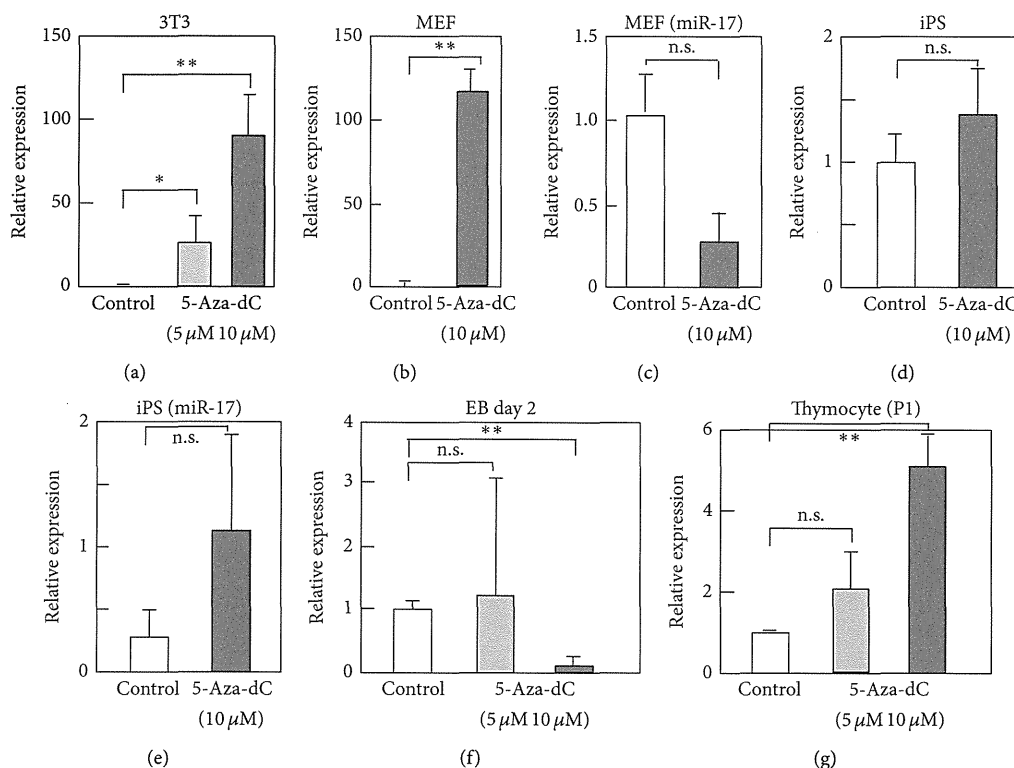 3T3
Relative expression
150
100
50
0
**
*
Control
5-Aza-dC
(5 μM 10 μM)
(a)
MEF
Relative expression
150
100
50
0
**
Control 5-Aza-dC
(10 μM)
(b)
MEF (miR-17)
Relative expression
1.5
1.0
0.5
0.0
n.s.
Control 5-Aza-dC
(10 μM)
(c)
iPS
Relative expression
2
1
0
n.s.
Control 5-Aza-dC
(10 μM)
(d)
iPS (miR-17)
Relative expression
2
1
0
n.s.
Control 5-Aza-dC
(10 μM)
(e)
EB day 2
Relative expression
4
3
2
1
0
**
n.s.
Control
5-Aza-dC
(5 μM 10 μM)
(f)
Thymocyte (P1)
Relative expression
6
4
2
0
**
n.s.
Control
5-Aza-dC
(5 μM 10 μM)
(g)